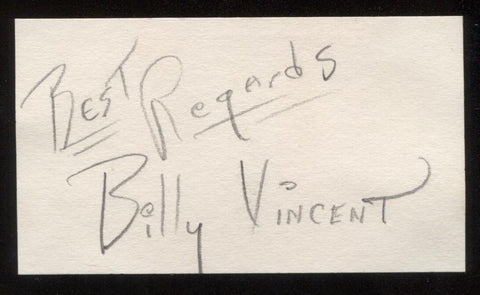 Best Regards
Billy Vincent